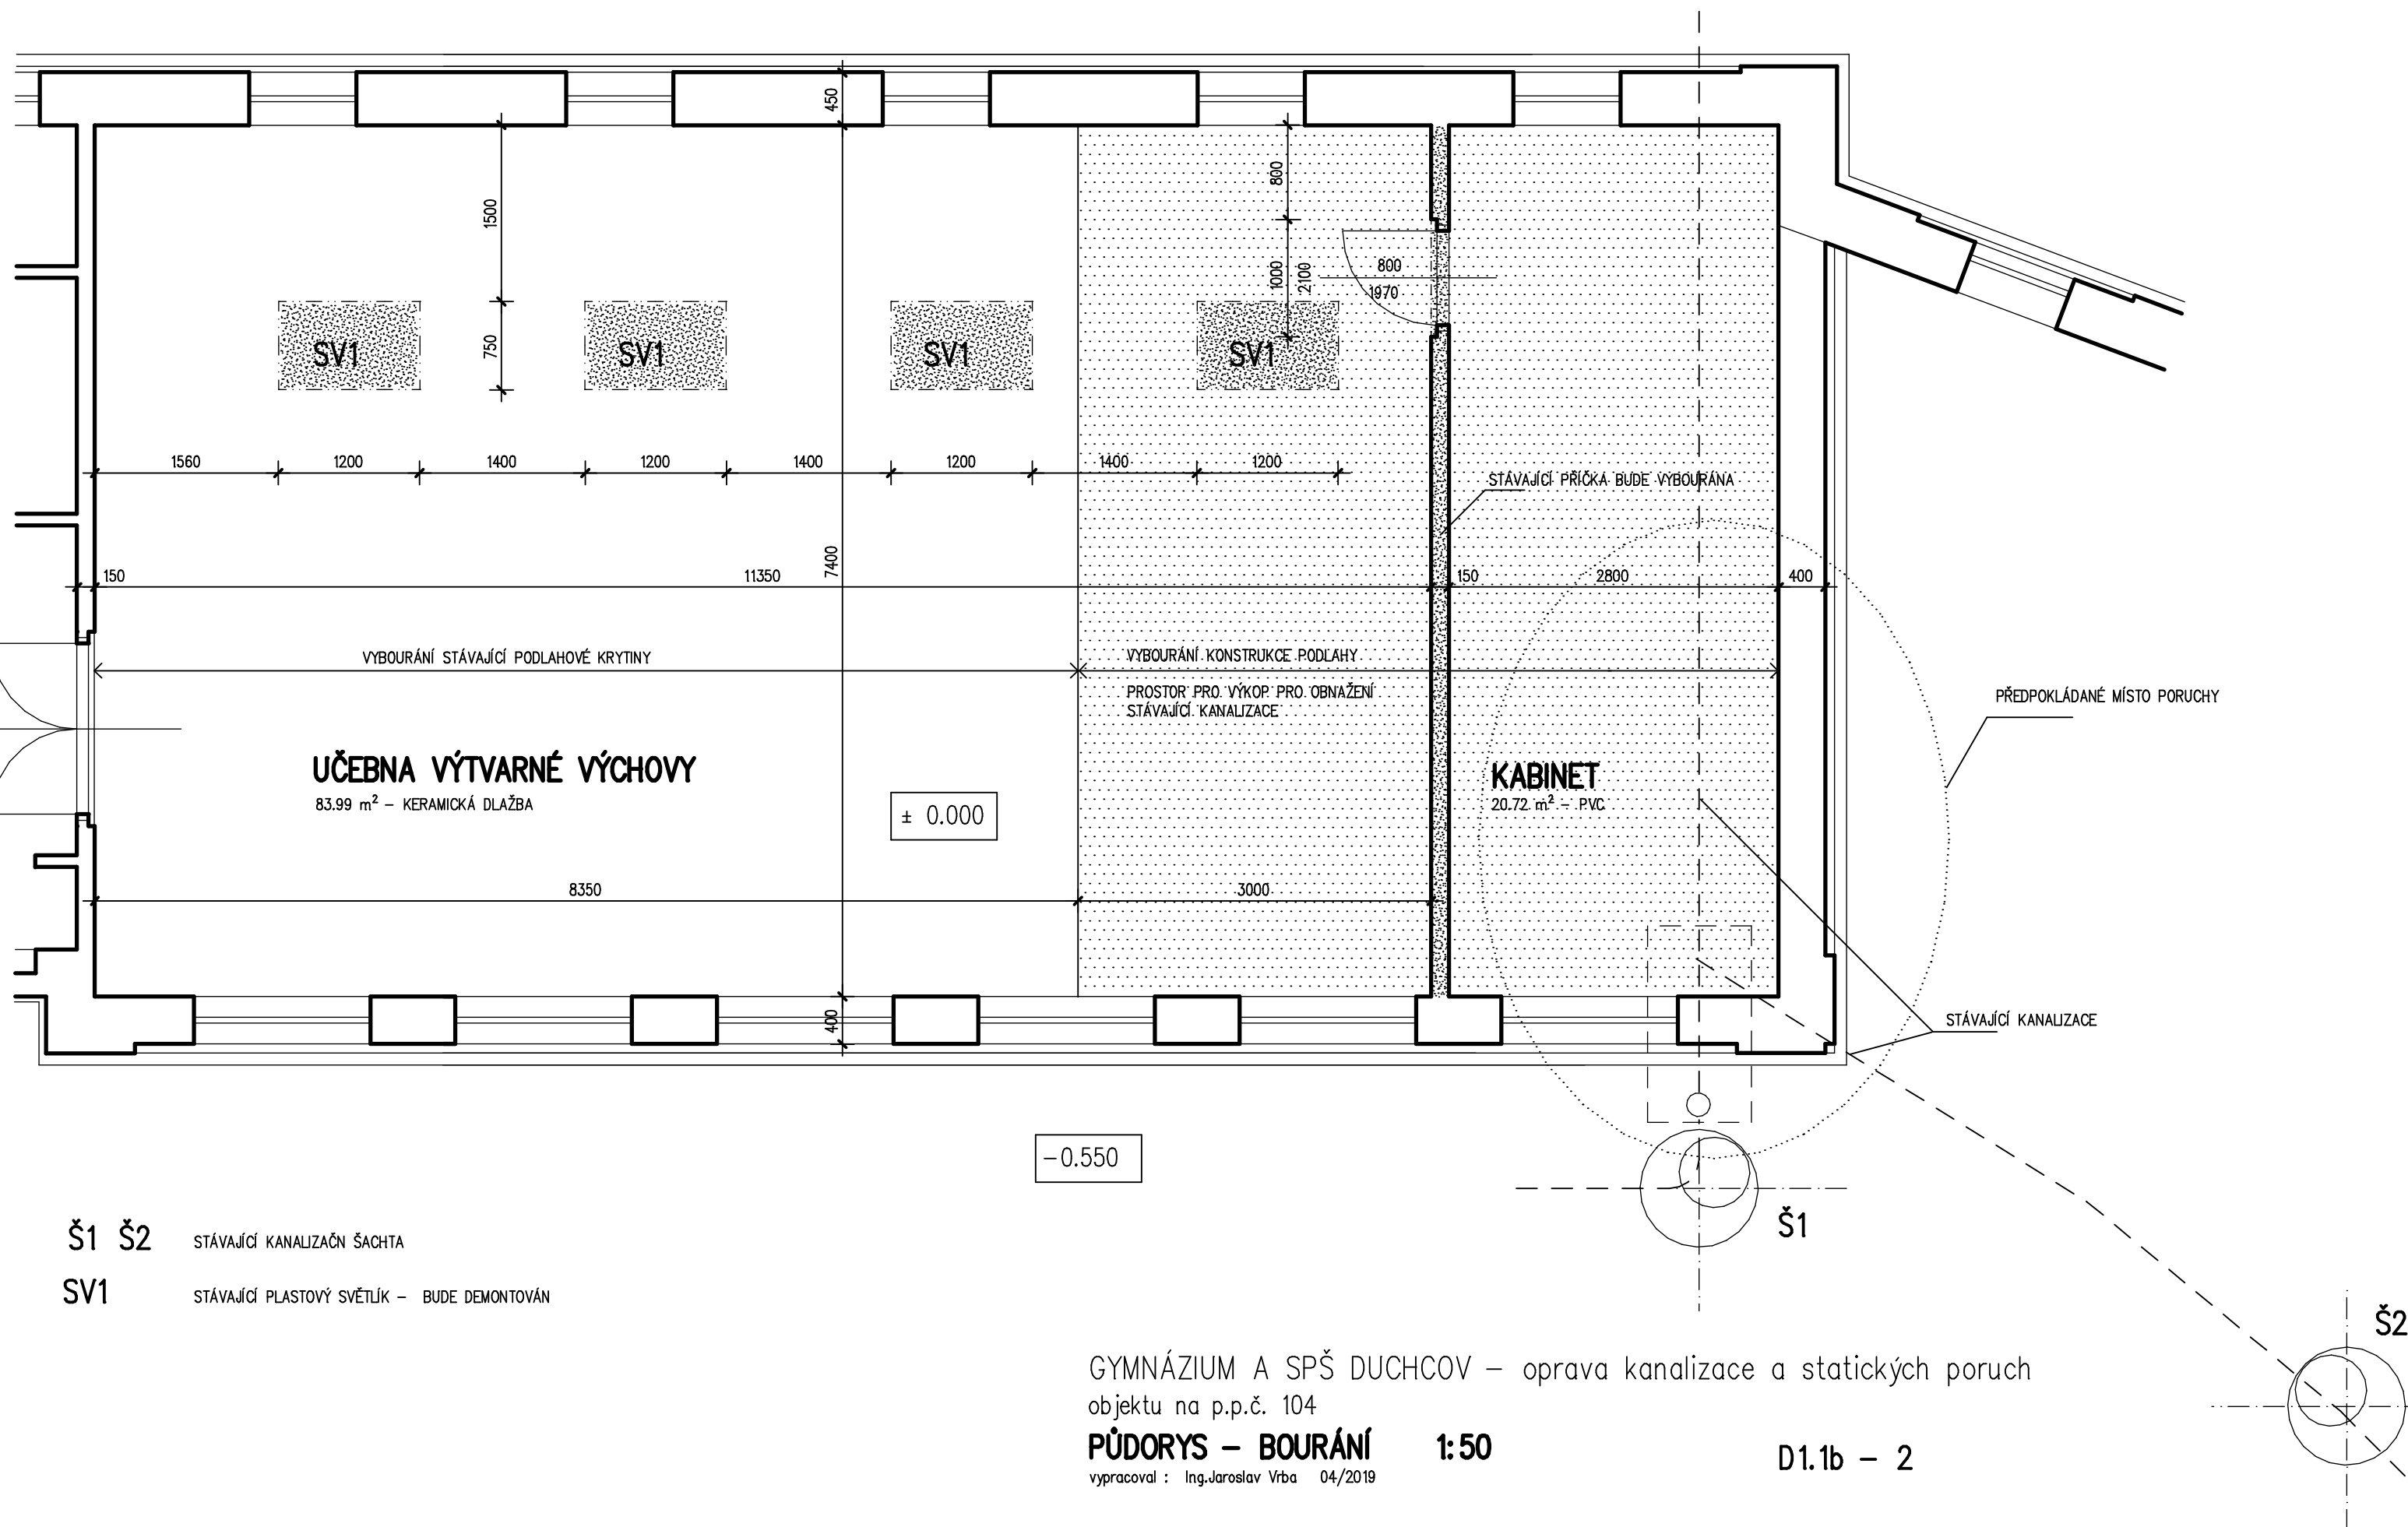 450
800
1500
1000
2100
800
1970
750
SV1
SV1
SV1
SV1
1560
1200
1400
1200
1400
1200
1400
1200
STÁVAJÍCÍ PŘÍČKA BUDE VYBOURÁNA
7400
150
11350
150
2800
400
VYBOURÁNÍ STÁVAJÍCÍ PODLAHOVÉ KRYTINY
VYBOURÁNÍ KONSTRUKCE PODLAHY
PROSTOR PRO VÝKOP PRO OBNAŽENÍ
STÁVAJÍCÍ KANALIZACE
PŘEDPOKLÁDANÉ MÍSTO PORUCHY
UČEBNA VÝTVARNÉ VÝCHOVY
83.99 m² – KERAMICKÁ DLAŽBA
± 0.000
KABINET
20.72 m² – PVC
8350
3000
400
STÁVAJÍCÍ KANALIZACE
-0.550
Š1
Š1 Š2 STÁVAJÍCÍ KANALIZAČN ŠACHTA
SV1 STÁVAJÍCÍ PLASTOVÝ SVĚTLÍK – BUDE DEMONTOVÁN
Š2
GYMNÁZIUM A SPŠ DUCHCOV – oprava kanalizace a statických poruch
objektu na p.p.č. 104
PŮDORYS – BOURÁNÍ 1:50
D1.1b – 2
vypracoval : Ing.Jaroslav Vrba 04/2019